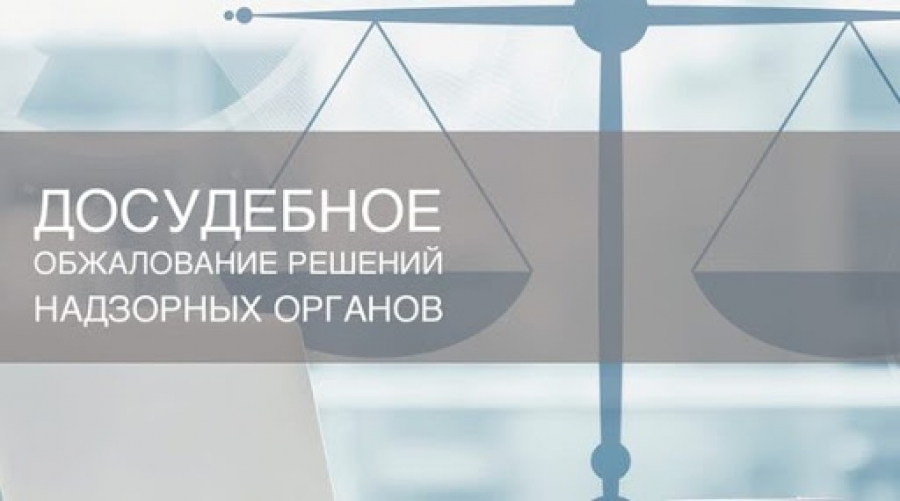 ДОСУДЕБНОЕ
ОБЖАЛОВАНИЕ РЕШЕНИЙ
НАДЗОРНЫХ ОРГАНОВ